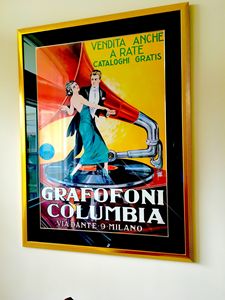 VENDITA ANCHE
A RATE
CATALOGHI GRATIS
GRAFOFONI
COLUMBIA
VIA DANTE 9 MILANO